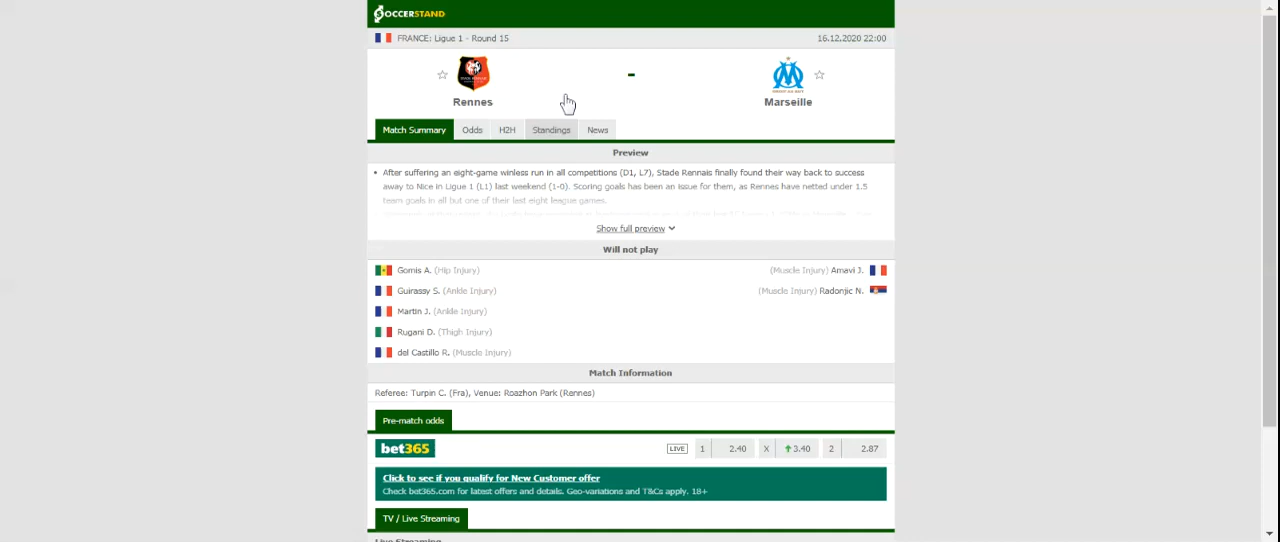 SOCCERSTAND
FRANCE: Ligue 1 - Round 15 16.12.2020 22:00
-
Rennes Marseille
Match Summary Odds H2H Standings News
Preview
After suffering an eight-game winless run in all competitions (D1, L7), Stade Rennais finally found their way back to success
away to Nice in Ligue 1 (L1) last weekend (1-0). Scoring goals has been an issue for them, as Rennes have netted under 1.5
team goals in all but one of their last eight league games.
Show full preview
Will not play
Gomis A. (Hip Injury) (Muscle Injury) Amavi J.
Guirassy S. (Ankle Injury) (Muscle Injury) Radonjic N.
Martin J. (Ankle Injury)
Rugani D. (Thigh Injury)
del Castillo R. (Muscle Injury)
Match Information
Referee: Turpin C. (Fra), Venue: Roazhon Park (Rennes)
Pre-match odds
bet365 LIVE 1 2.40 X 3.40 2 2.87
Click to see if you qualify for New Customer offer
Check bet365.com for latest offers and details. Geo-variations and T&Cs apply. 18+
TV / Live Streaming
Live Streaming